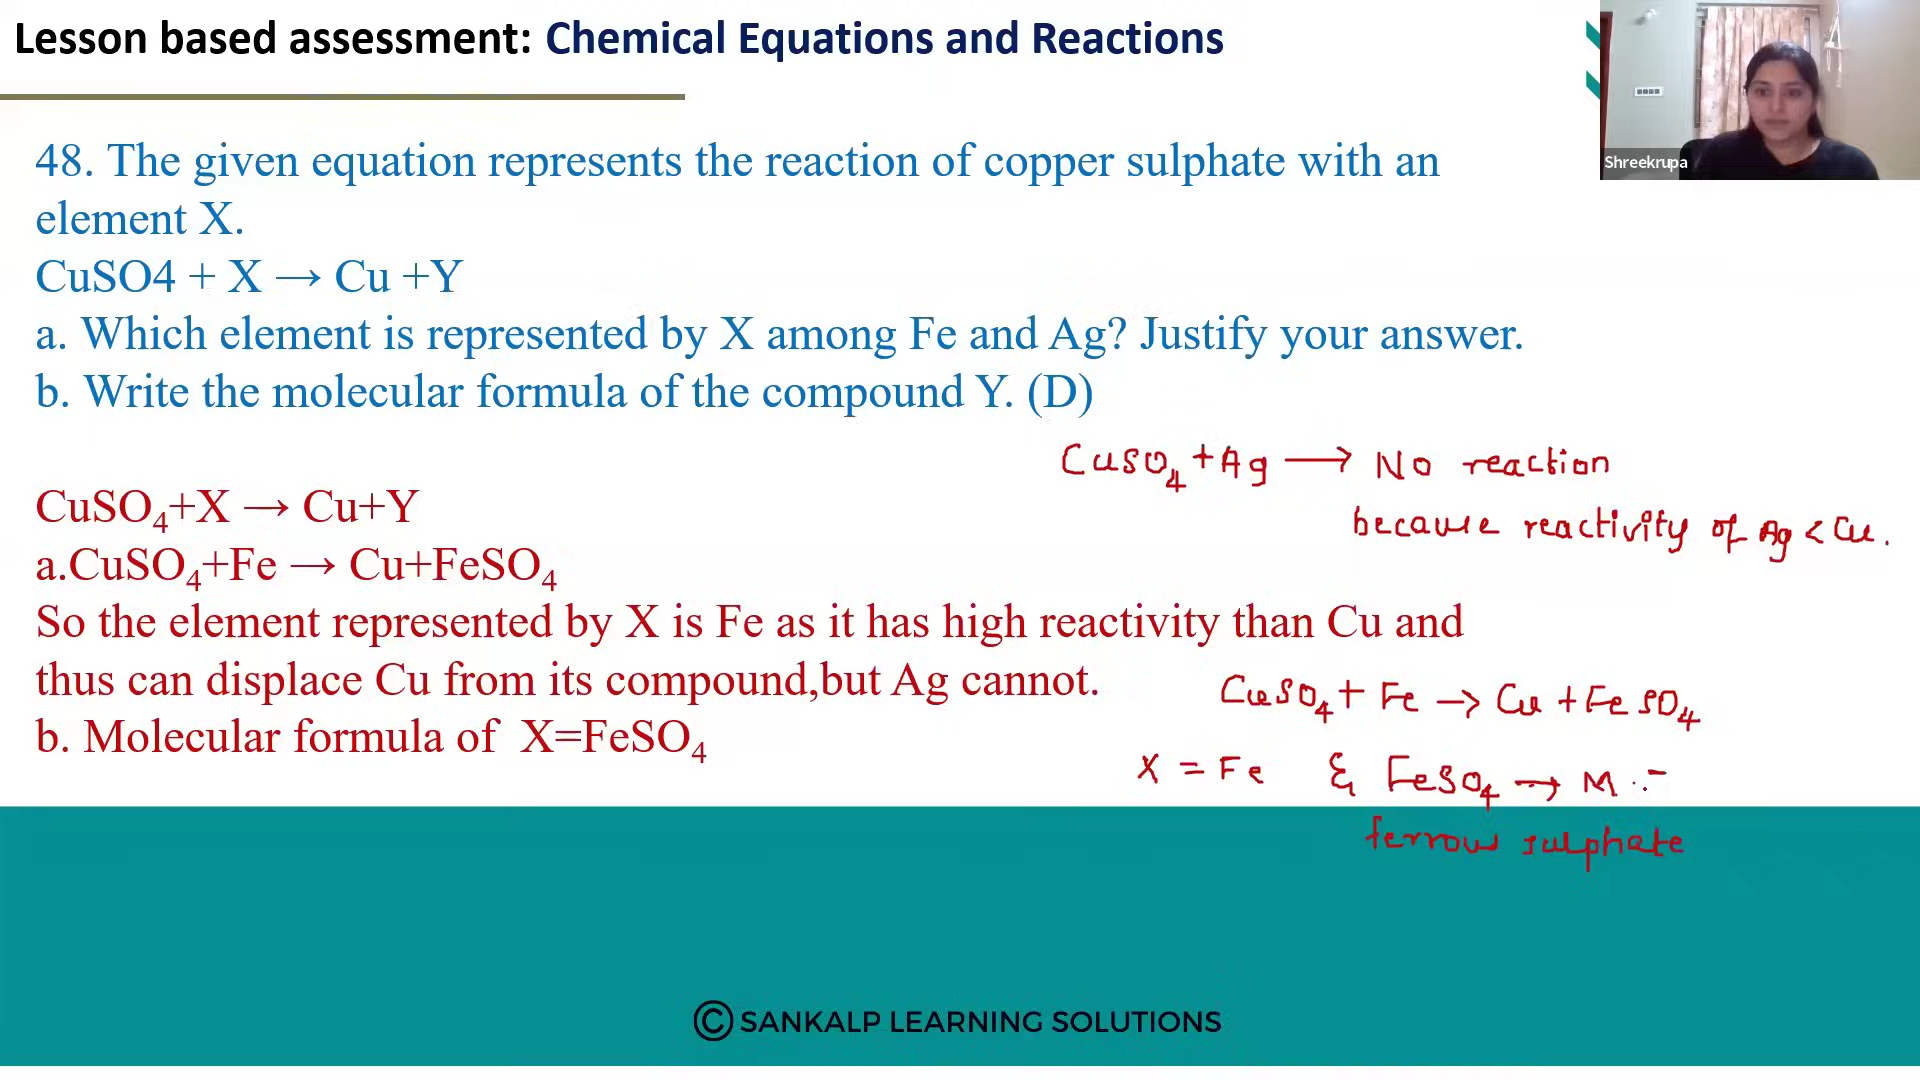 Lesson based assessment: Chemical Equations and Reactions
Shreekrupa
48. The given equation represents the reaction of copper sulphate with an
element X.
CuSO4 + X → Cu +Y
a. Which element is represented by X among Fe and Ag? Justify your answer.
b. Write the molecular formula of the compound Y. (D)
CuSO₄+Ag → No reaction
because reactivity of Ag < Cu.
CuSO₄+X → Cu+Y
a.CuSO₄+Fe → Cu+FeSO₄
So the element represented by X is Fe as it has high reactivity than Cu and
thus can displace Cu from its compound,but Ag cannot.
b. Molecular formula of X=FeSO₄
CuSO₄+ Fe → Cu +FeSO₄
X = Fe & FeSO₄ → M
ferrous sulphate
© SANKALP LEARNING SOLUTIONS